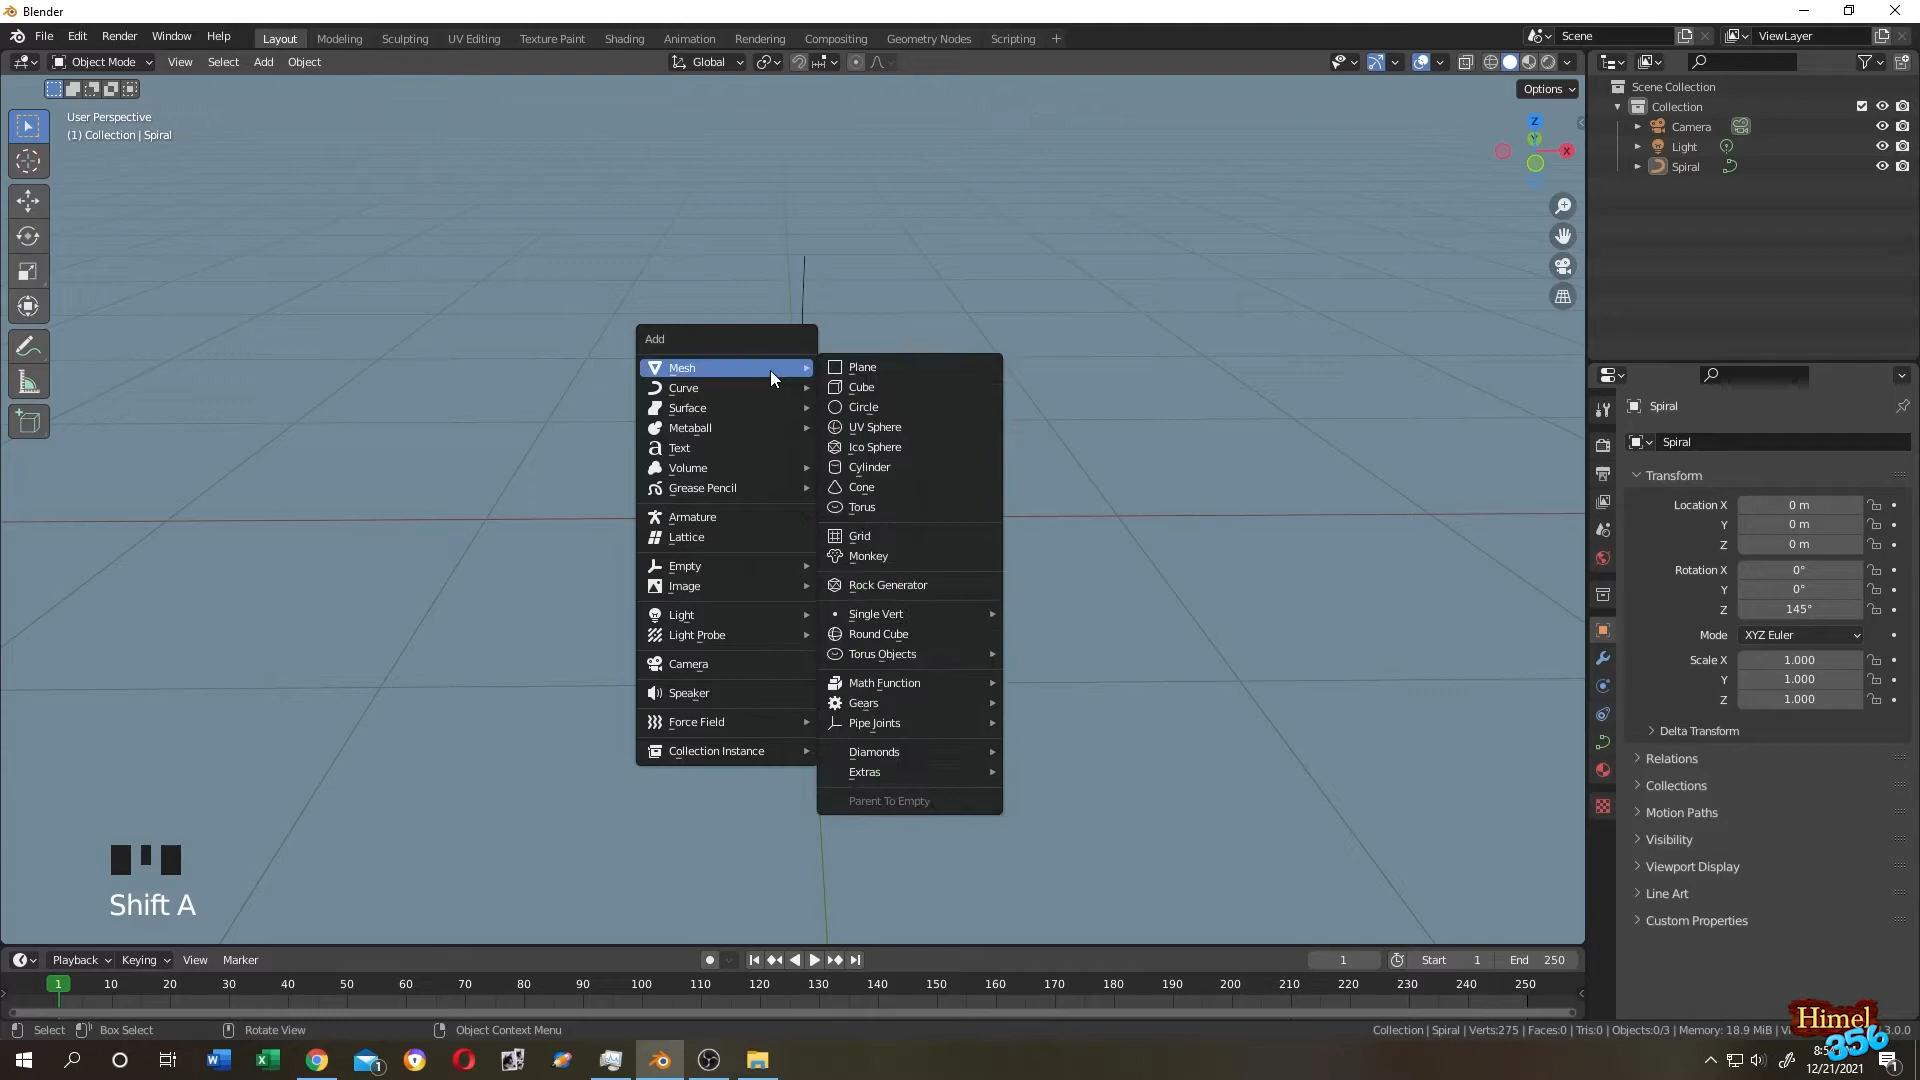 Blender
File Edit Render Window Help Layout Modeling Sculpting UV Editing Texture Paint Shading Animation Rendering Compositing Geometry Nodes Scripting + Scene ViewLayer
Object Mode View Select Add Object Global
Options
User Perspective
(1) Collection | Spiral
Z
Y
X
Scene Collection
Collection
Camera
Light
Spiral
Add
Mesh
Curve
Surface
Metaball
Text
Volume
Grease Pencil
Armature
Lattice
Empty
Image
Light
Light Probe
Camera
Speaker
Force Field
Collection Instance
Plane
Cube
Circle
UV Sphere
Ico Sphere
Cylinder
Cone
Torus
Grid
Monkey
Rock Generator
Single Vert
Round Cube
Torus Objects
Math Function
Gears
Pipe Joints
Diamonds
Extras
Parent To Empty
Spiral
Spiral
Transform
Location X 0 m
Y 0 m
Z 0 m
Rotation X 0°
Y 0°
Z 145°
Mode XYZ Euler
Scale X 1.000
Y 1.000
Z 1.000
Delta Transform
Relations
Collections
Motion Paths
Visibility
Viewport Display
Line Art
Custom Properties
Shift A
Playback Keying View Marker 1 Start 1 End 250
1 10 20 30 40 50 60 70 80 90 100 110 120 130 140 150 160 170 180 190 200 210 220 230 240 250
Select Box Select Rotate View Object Context Menu Collection | Spiral | Verts:275 | Faces:0 | Tris:0 | Objects:0/3 | Memory: 18.9 MiB | 3.0.0
Himel
356
12/21/2021